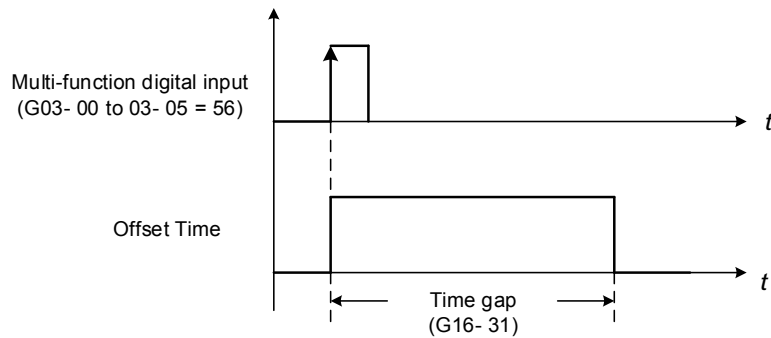 Multi-function digital input
(G03- 00 to 03- 05 = 56)
t
Offset Time
t
Time gap
(G16- 31)